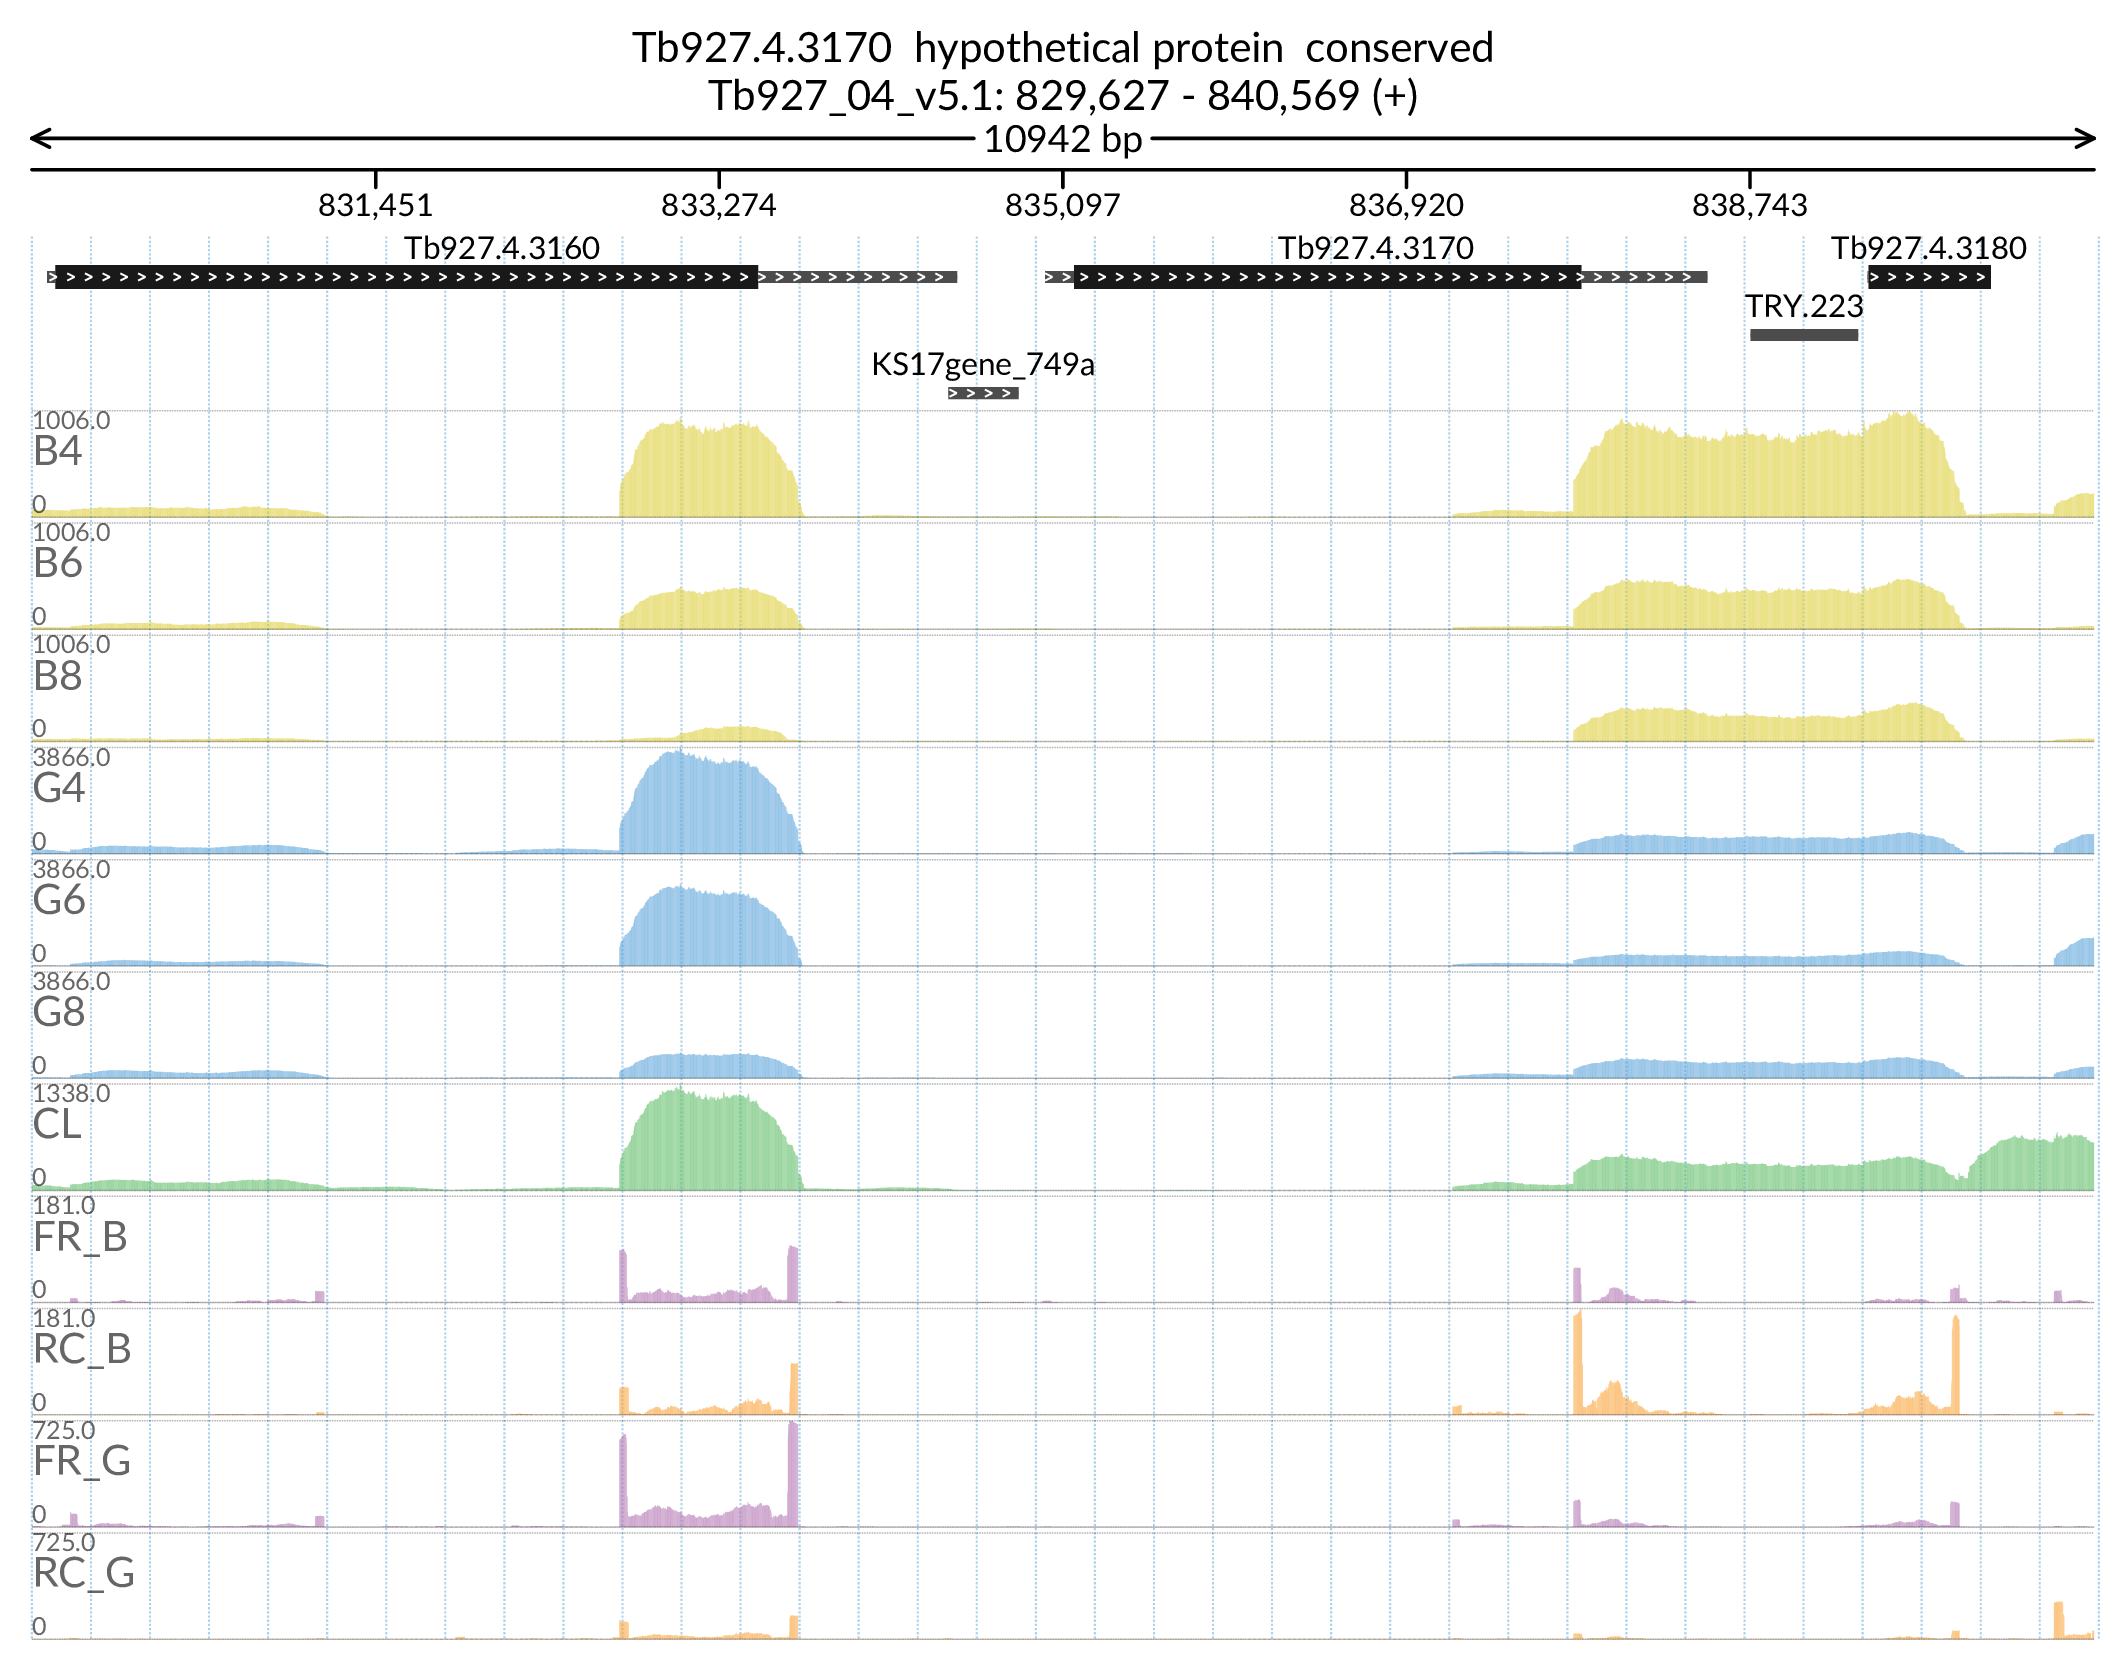 Tb927.4.3170  hypothetical protein  conserved
Tb927_04_v5.1: 829,627 - 840,569 (+)
10942 bp
831,451 833,274 835,097 836,920 838,743
Tb927.4.3160 Tb927.4.3170 Tb927.4.3180
TRY.223
KS17gene_749a
1006.0
B4
0
1006.0
B6
0
1006.0
B8
0
3866.0
G4
0
3866.0
G6
0
3866.0
G8
0
1338.0
CL
0
181.0
FR_B
0
181.0
RC_B
0
725.0
FR_G
0
725.0
RC_G
0